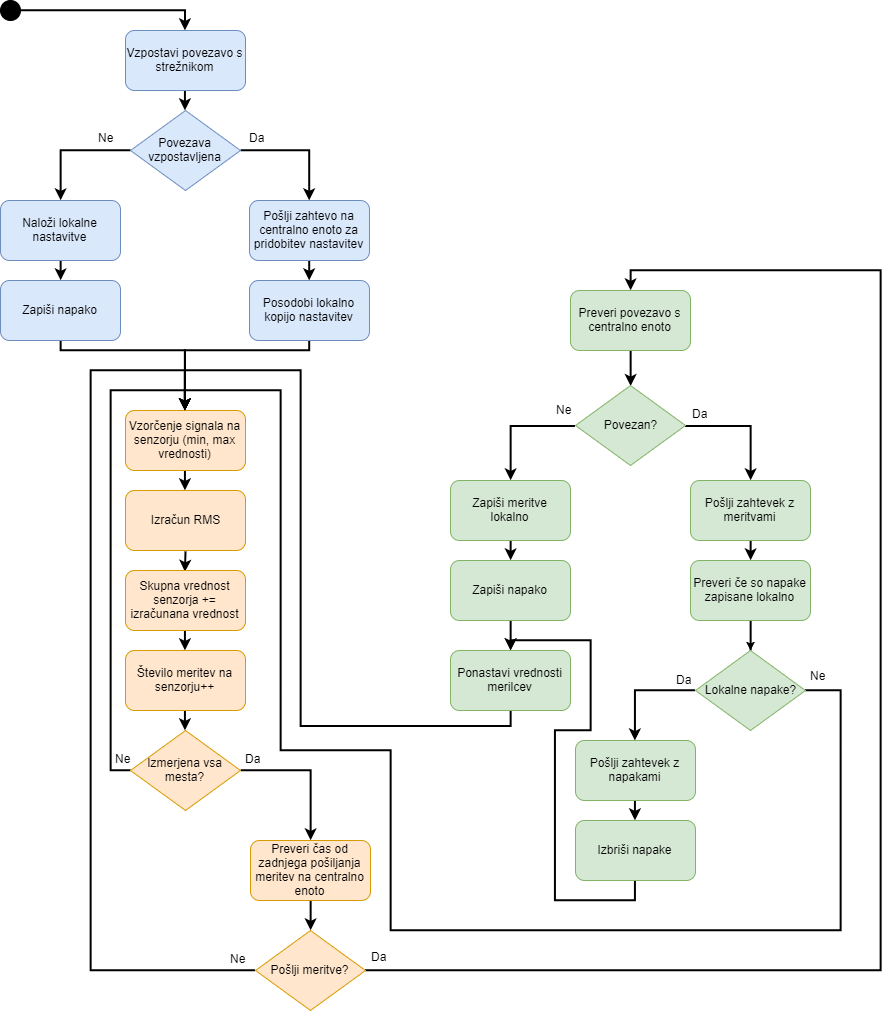 Vzpostavi povezavo s
strežnikom
Povezava
vzpostavljena
Ne
Da
Naloži lokalne
nastavitve
Zapiši napako
Pošlji zahtevo na
centralno enoto za
pridobitev nastavitev
Posodobi lokalno
kopijo nastavitev
Vzorčenje signala na
senzorju (min, max
vrednosti)
Izračun RMS
Skupna vrednost
senzorja +=
izračunana vrednost
Število meritev na
senzorju++
Izmerjena vsa
mesta?
Ne
Da
Preveri čas od
zadnjega pošiljanja
meritev na centralno
enoto
Pošlji meritve?
Ne
Da
Preveri povezavo s
centralno enoto
Povezan?
Ne
Da
Zapiši meritve
lokalno
Zapiši napako
Ponastavi vrednosti
merilcev
Pošlji zahtevek z
meritvami
Preveri če so napake
zapisane lokalno
Lokalne napake?
Da
Ne
Pošlji zahtevek z
napakami
Izbriši napake